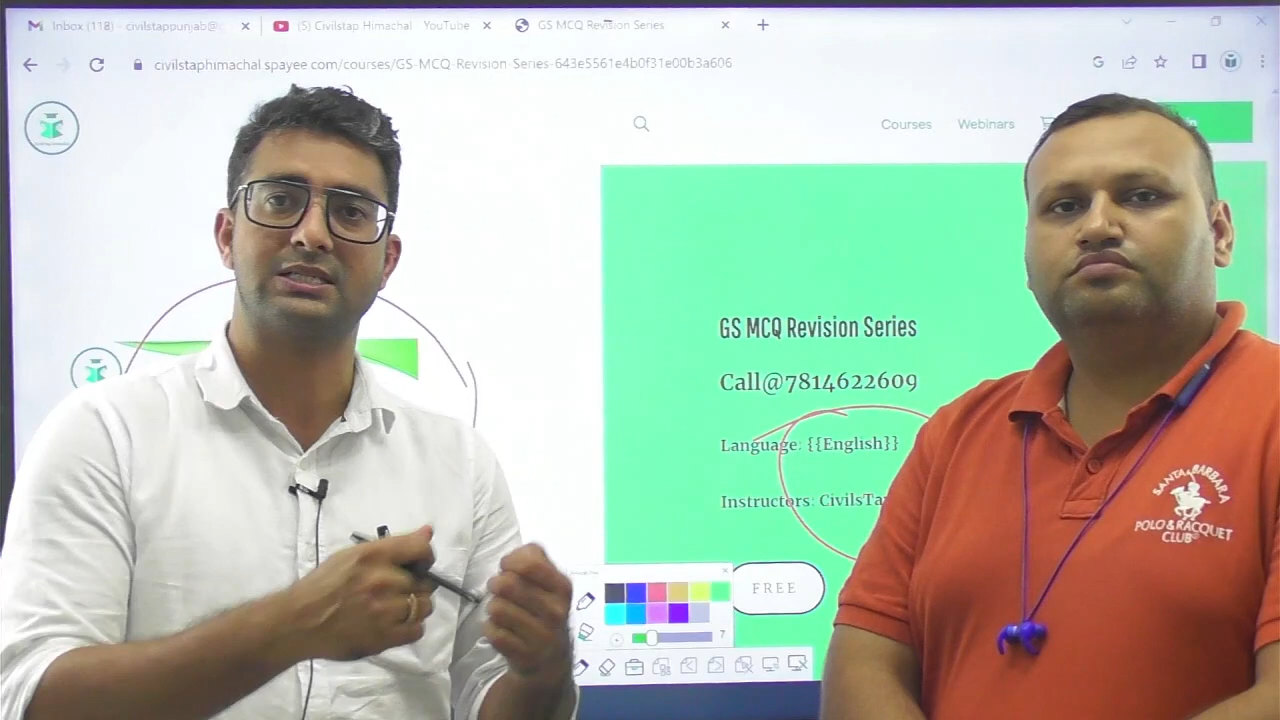 Inbox (118) - civilstappunjab@
(5) Civilstap Himachal - YouTube
GS MCQ Revision Series
civilstaphimachal.spayee.com/courses/GS-MCQ-Revision-Series-643e5561e4b0f31e00b3a606
Courses
Webinars
GS MCQ Revision Series
Call@7814622609
Language: {{English}}
Instructors: CivilsTa
FREE
7
SANTA BARBARA
POLO & RACQUET
CLUB